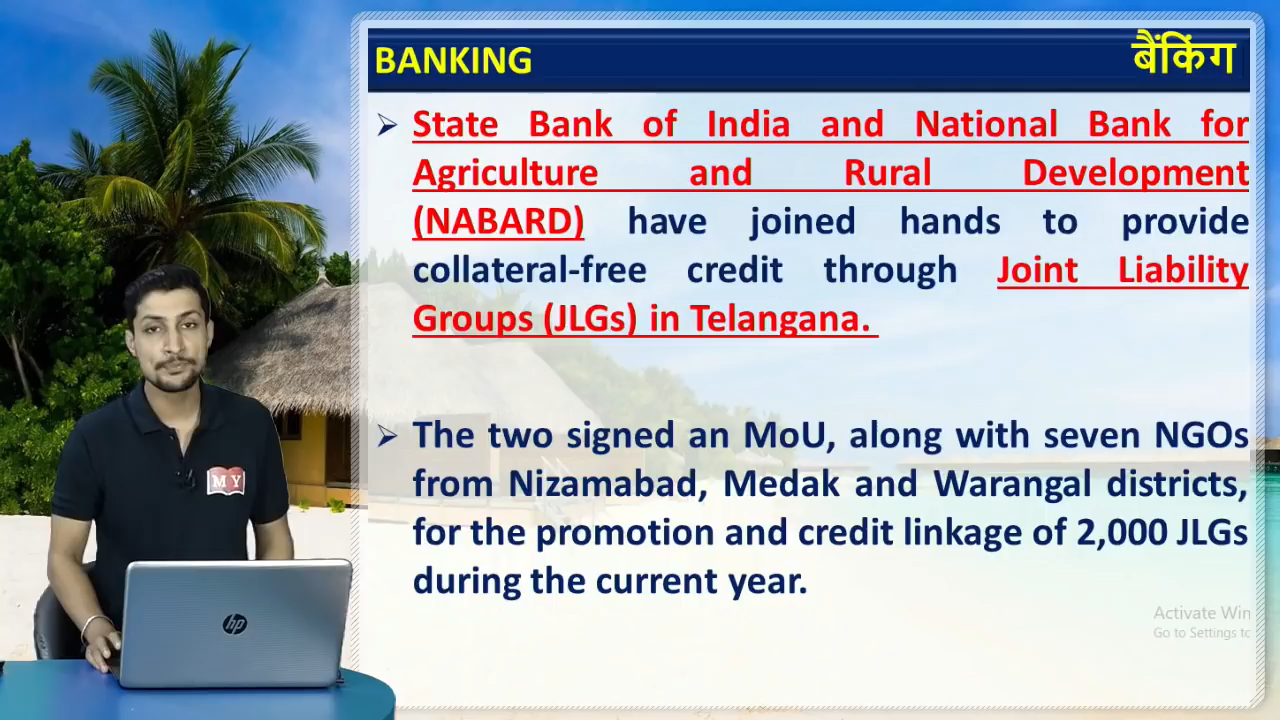 BANKING बैंकिंग
State Bank of India and National Bank for
Agriculture and Rural Development
(NABARD) have joined hands to provide
collateral-free credit through Joint Liability
Groups (JLGs) in Telangana.
The two signed an MoU, along with seven NGOs
from Nizamabad, Medak and Warangal districts,
for the promotion and credit linkage of 2,000 JLGs
during the current year.
MY
hp
Activate Win
Go to Settings tc